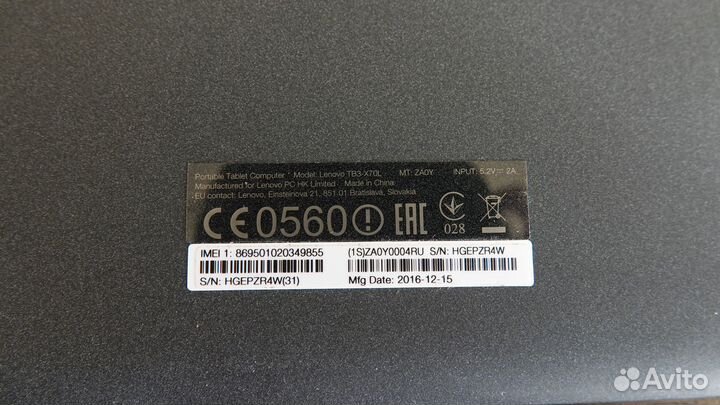 Portable Tablet Computer Model: Lenovo TB3-X70L MT: ZA0Y INPUT: 5.2V⎓2A
Manufactured for Lenovo PC HK Limited Made in China
EU contact: Lenovo, Einsteinova 21, 851 01 Bratislava, Slovakia
CE0560 EAC 028
IMEI 1: 869501020349855 (1S)ZA0Y0004RU S/N: HGEPZR4W
S/N: HGEPZR4W(31) Mfg Date: 2016-12-15
Avito